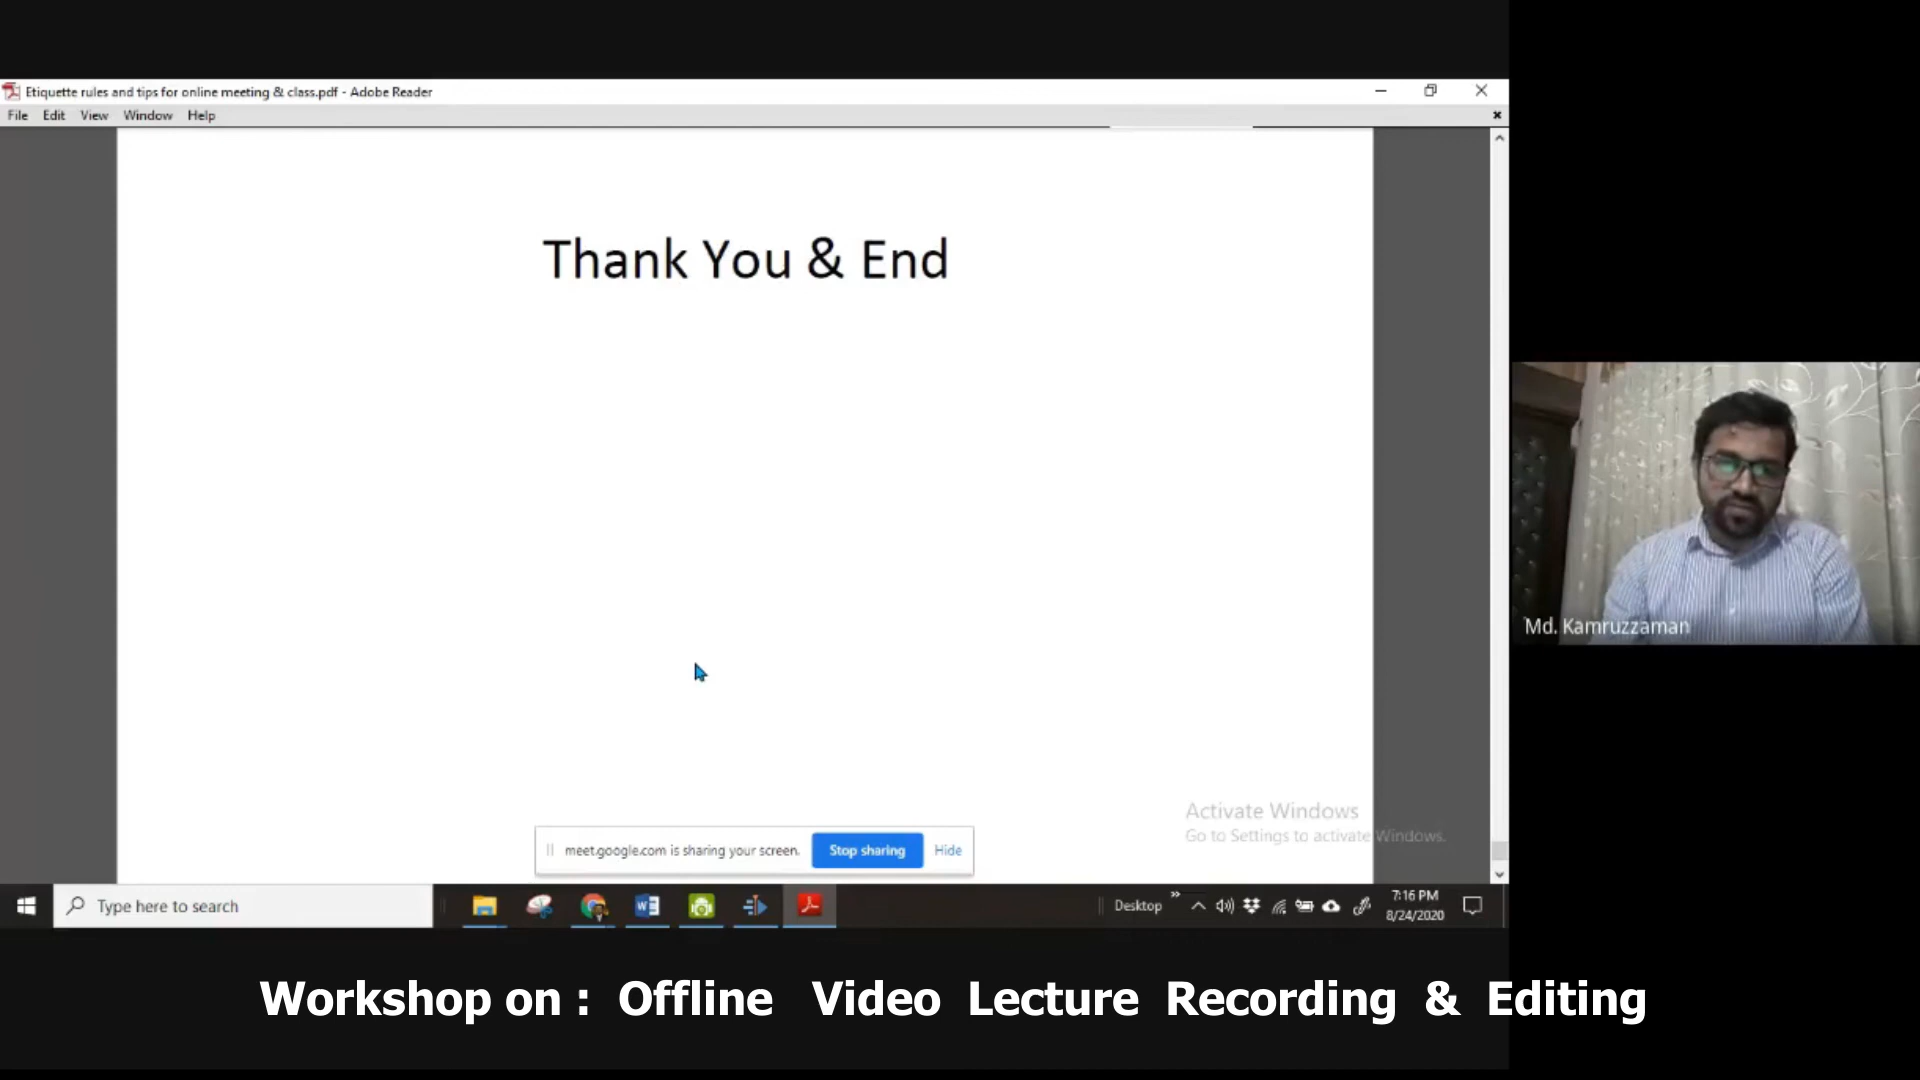 Etiquette rules and tips for online meeting & class.pdf - Adobe Reader
File Edit View Window Help
Thank You & End
Md. Kamruzzaman
Activate Windows
Go to Settings to activate Windows.
meet.google.com is sharing your screen. Stop sharing Hide
Type here to search
Desktop
7:16 PM
8/24/2020
Workshop on : Offline Video Lecture Recording & Editing